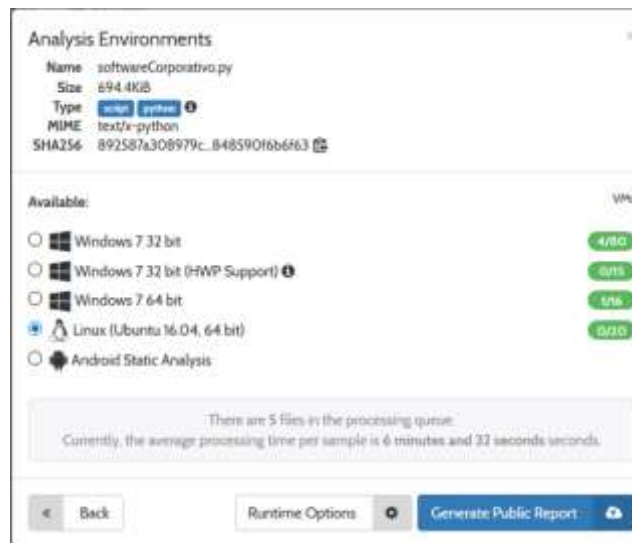 Analysis Environments
Name softwareCorporativo.py
Size 694.4KiB
Type script python
MIME text/x-python
SHA256 892587a308979c...848590f6b6f63
Available:
Windows 7 32 bit 4/80
Windows 7 32 bit (HWP Support) 0/15
Windows 7 64 bit 1/16
Linux (Ubuntu 16.04, 64 bit) 0/20
Android Static Analysis
There are 5 files in the processing queue.
Currently, the average processing time per sample is 6 minutes and 32 seconds seconds.
Back Runtime Options Generate Public Report